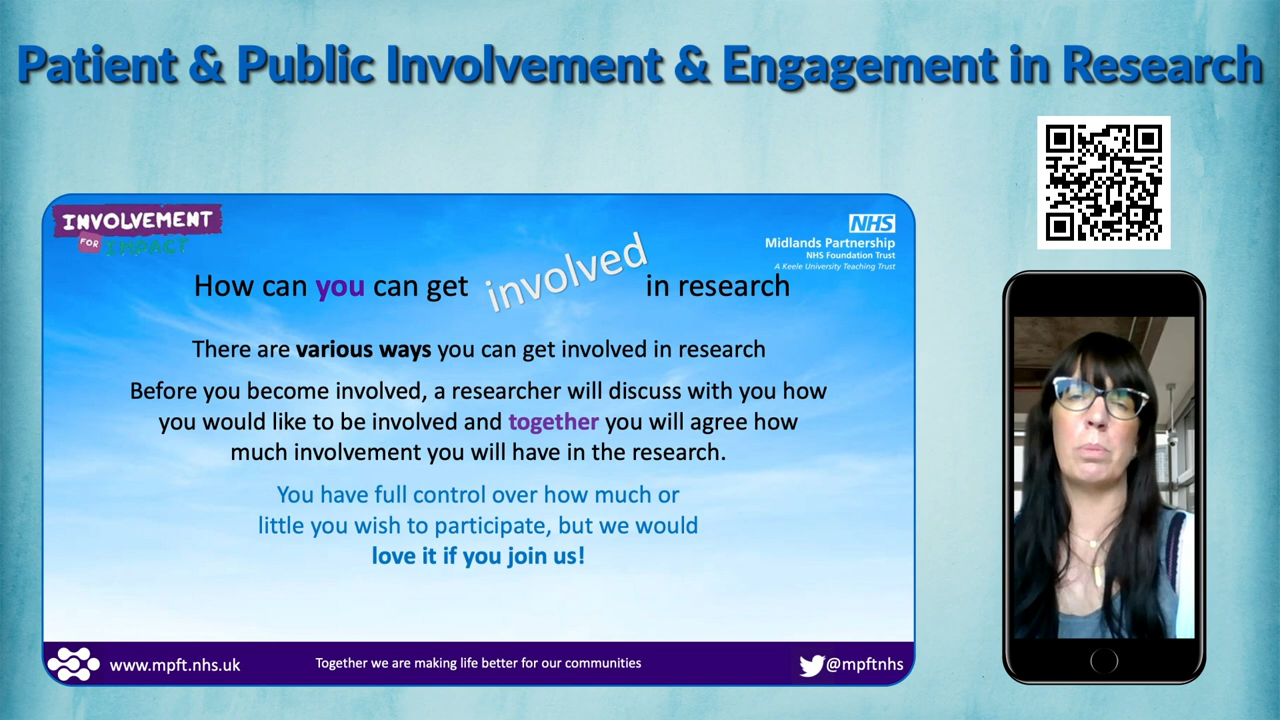 Patient & Public Involvement & Engagement in Research
INVOLVEMENT
FOR IMPACT
NHS
Midlands Partnership
NHS Foundation Trust
A Keele University Teaching Trust
How can you can get involved in research
There are various ways you can get involved in research
Before you become involved, a researcher will discuss with you how
you would like to be involved and together you will agree how
much involvement you will have in the research.
You have full control over how much or
little you wish to participate, but we would
love it if you join us!
www.mpft.nhs.uk
Together we are making life better for our communities
@mpftnhs